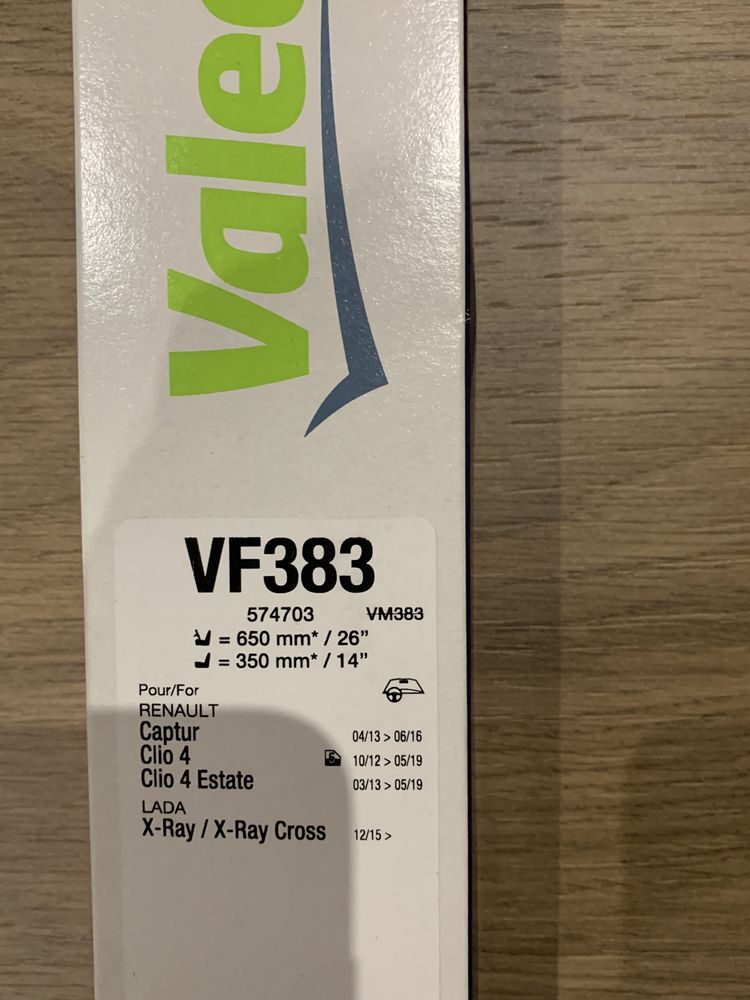 Valeo
VF383
574703 VM383
= 650 mm* / 26”
= 350 mm* / 14”
Pour/For
RENAULT
Captur 04/13 > 06/16
Clio 4 5 10/12 > 05/19
Clio 4 Estate 03/13 > 05/19
LADA
X-Ray / X-Ray Cross 12/15 >